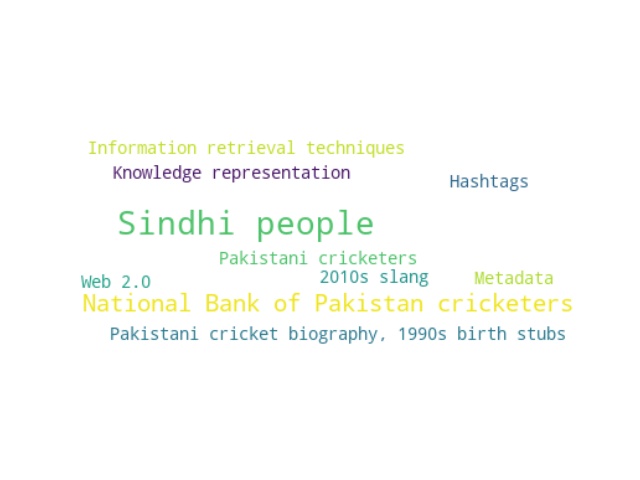 Information retrieval techniques
Knowledge representation
Hashtags
Sindhi people
Pakistani cricketers
2010s slang
Metadata
Web 2.0
National Bank of Pakistan cricketers
Pakistani cricket biography, 1990s birth stubs